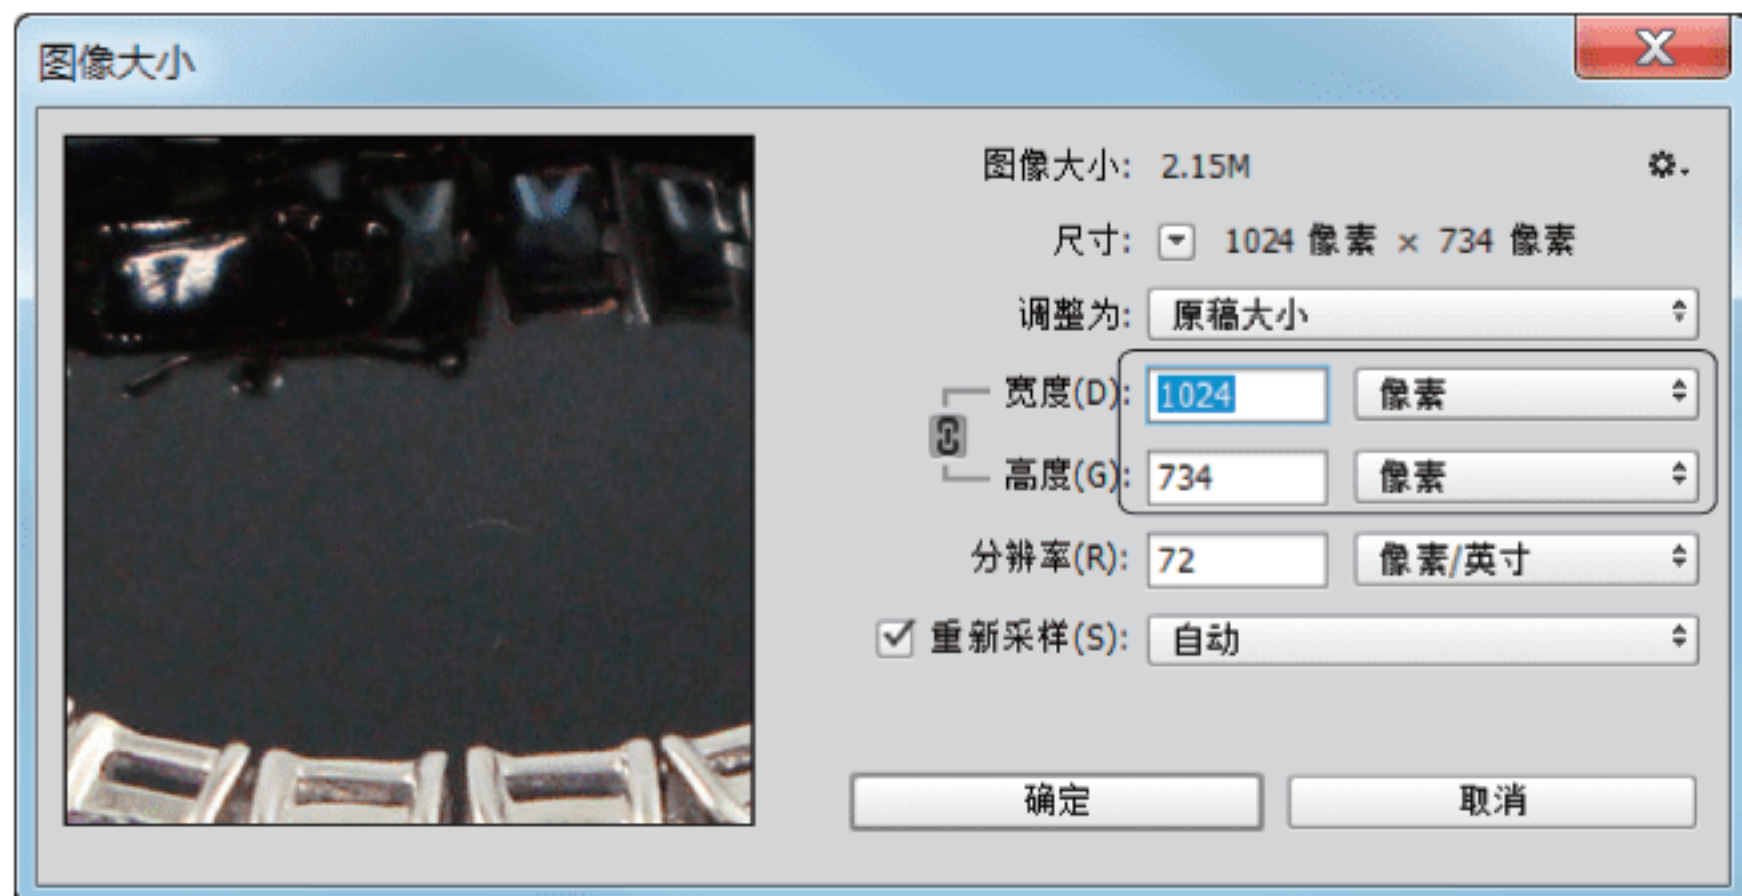 图像大小
图像大小: 2.15M
尺寸: 1024 像素 × 734 像素
调整为: 原稿大小
宽度(D): 1024 像素
高度(G): 734 像素
分辨率(R): 72 像素/英寸
重新采样(S): 自动
确定 取消